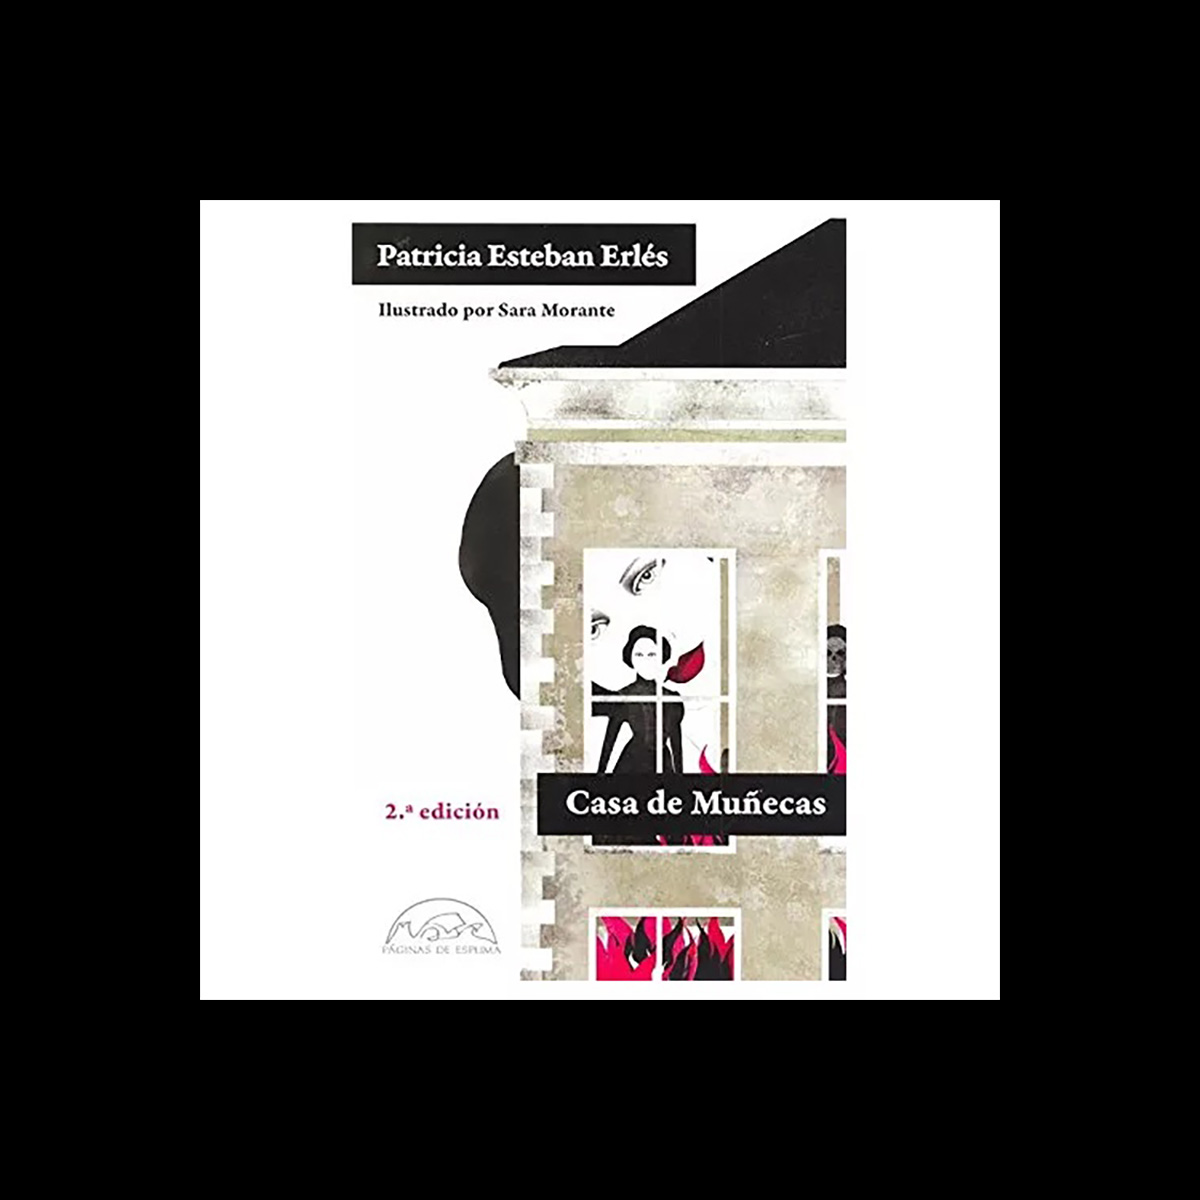 Patricia Esteban Erlés
Ilustrado por Sara Morante
2.ª edición
Casa de Muñecas
PÁGINAS DE ESPUMA